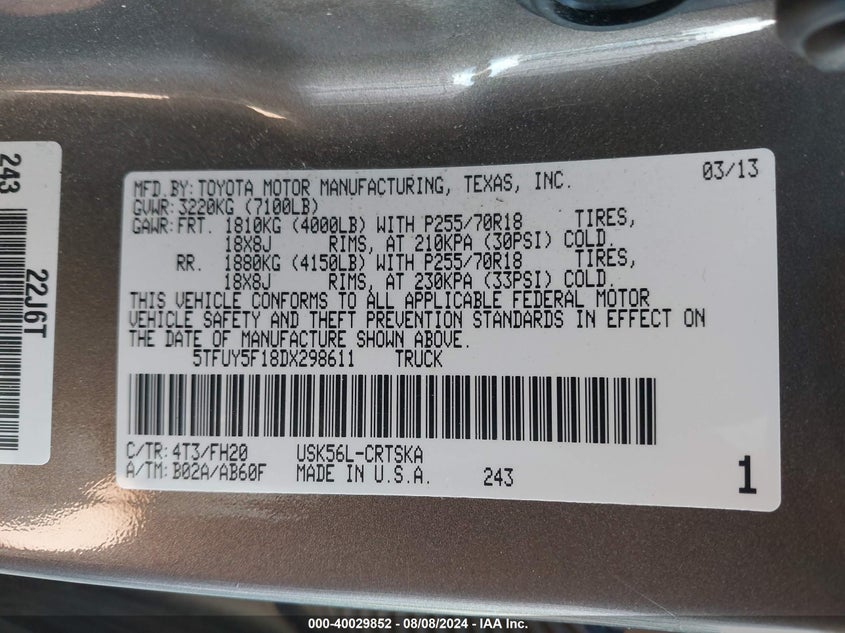 243
22J6T
MFD.BY:TOYOTA MOTOR MANUFACTURING, TEXAS, INC. 03/13
GVWR:3220KG (7100LB)
GAWR:FRT. 1810KG (4000LB) WITH P255/70R18 TIRES,
18X8J RIMS, AT 210KPA (30PSI) COLD.
RR. 1880KG (4150LB) WITH P255/70R18 TIRES,
18X8J RIMS, AT 230KPA (33PSI) COLD.
THIS VEHICLE CONFORMS TO ALL APPLICABLE FEDERAL MOTOR
VEHICLE SAFETY AND THEFT PREVENTION STANDARDS IN EFFECT ON
THE DATE OF MANUFACTURE SHOWN ABOVE.
5TFUY5F18DX298611 TRUCK
C/TR:4T3/FH20 USK56L-CRTSKA
A/TM:B02A/AB60F MADE IN U.S.A. 243
1
000-40029852 - 08/08/2024 - IAA Inc.